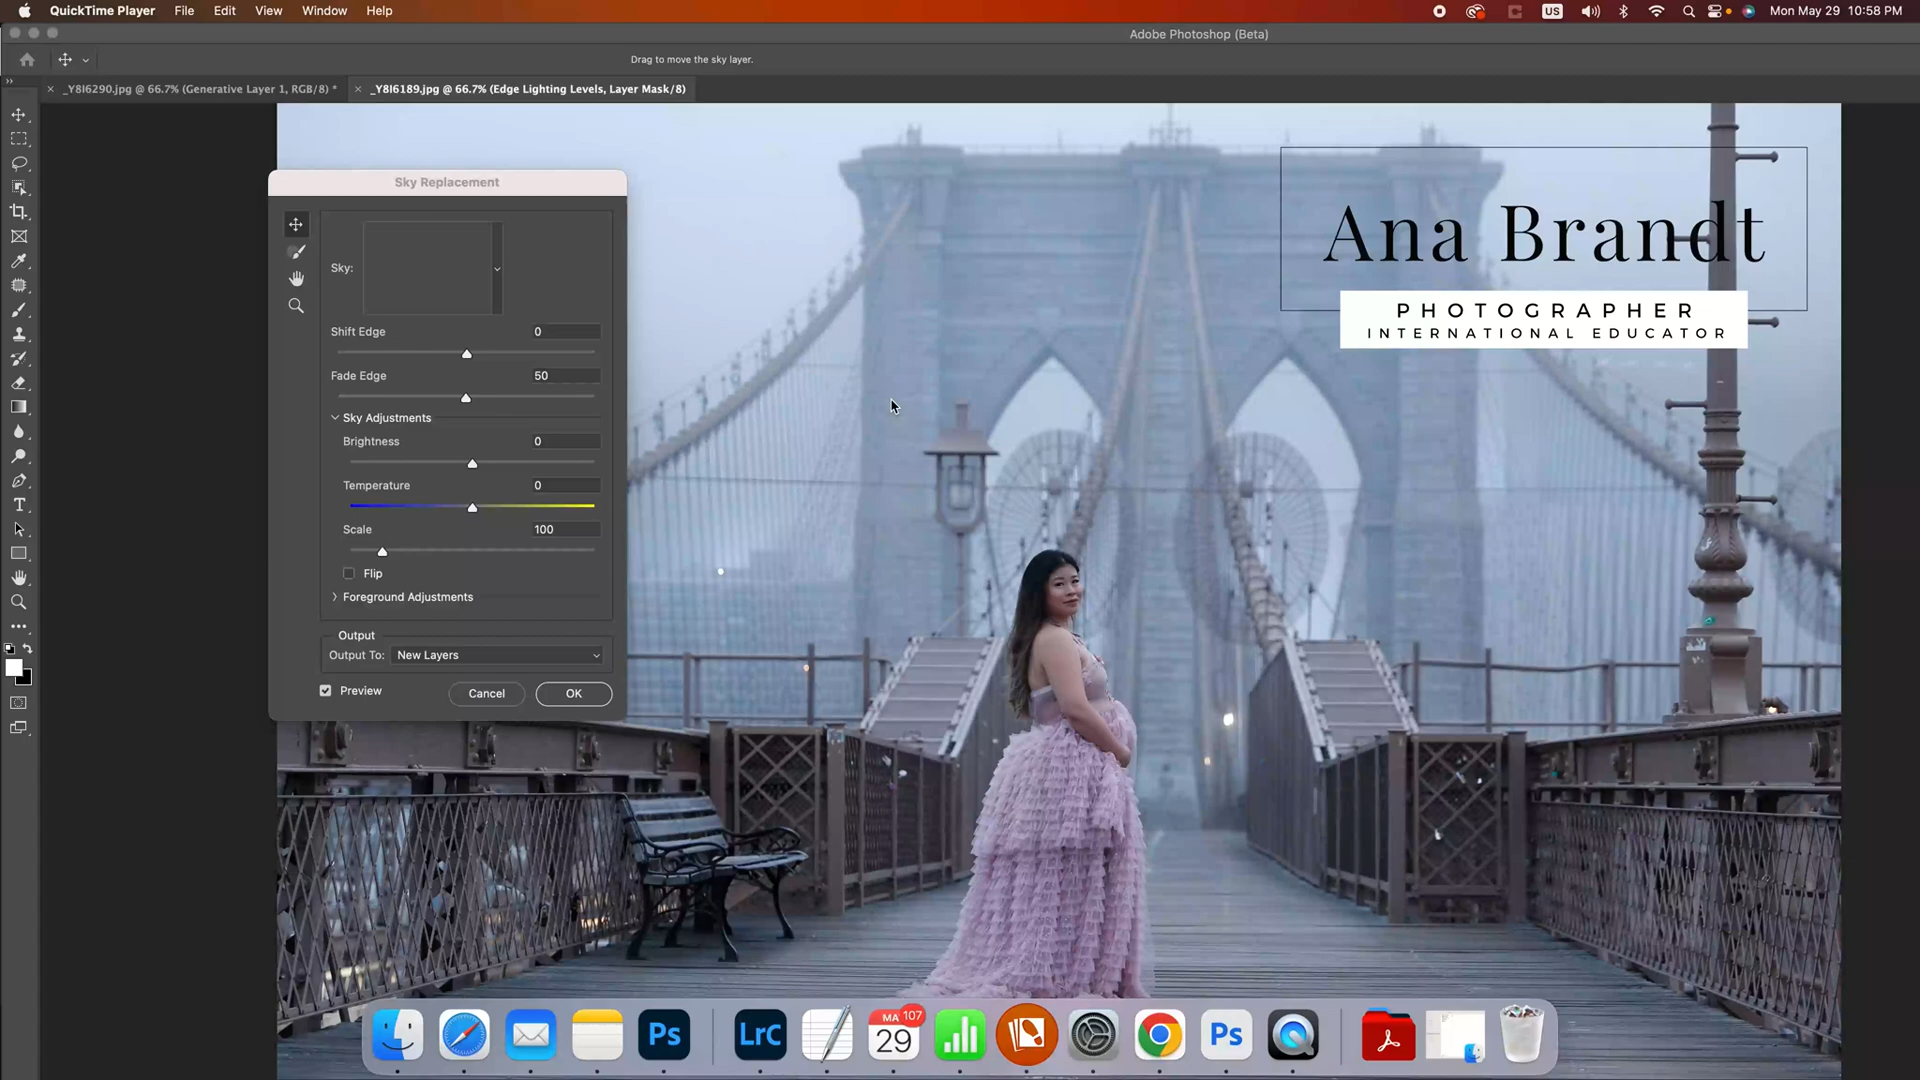 QuickTime Player File Edit View Window Help US Mon May 29 10:58 PM
Adobe Photoshop (Beta)
Drag to move the sky layer.
_Y8I6290.jpg @ 66.7% (Generative Layer 1, RGB/8) *
_Y8I6189.jpg @ 66.7% (Edge Lighting Levels, Layer Mask/8)
Sky Replacement
Sky:
Shift Edge 0
Fade Edge 50
Sky Adjustments
Brightness 0
Temperature 0
Scale 100
Flip
Foreground Adjustments
Output
Output To: New Layers
Preview Cancel OK
Ana Brandt
PHOTOGRAPHER
INTERNATIONAL EDUCATOR
Ps
LrC
MA
107
29
Ps